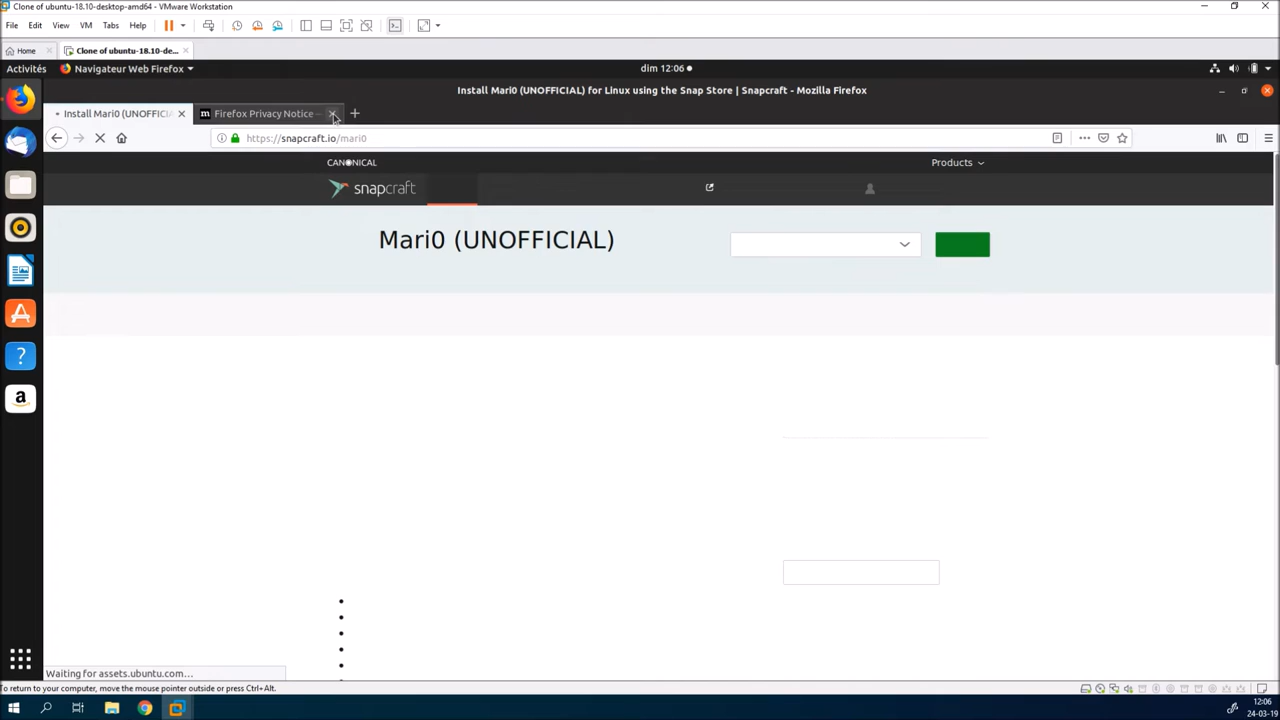 Clone of ubuntu-18.10-desktop-amd64 - VMware Workstation
File Edit View VM Tabs Help
Home Clone of ubuntu-18.10-de...
Activités Navigateur Web Firefox dim 12:06
Install Mari0 (UNOFFICIAL) for Linux using the Snap Store | Snapcraft - Mozilla Firefox
Install Mari0 (UNOFFICIA Firefox Privacy Notice
https://snapcraft.io/mari0
CANONICAL Products
snapcraft
Mari0 (UNOFFICIAL)
Waiting for assets.ubuntu.com...
To return to your computer, move the mouse pointer outside or press Ctrl+Alt.
12:06
24-03-19